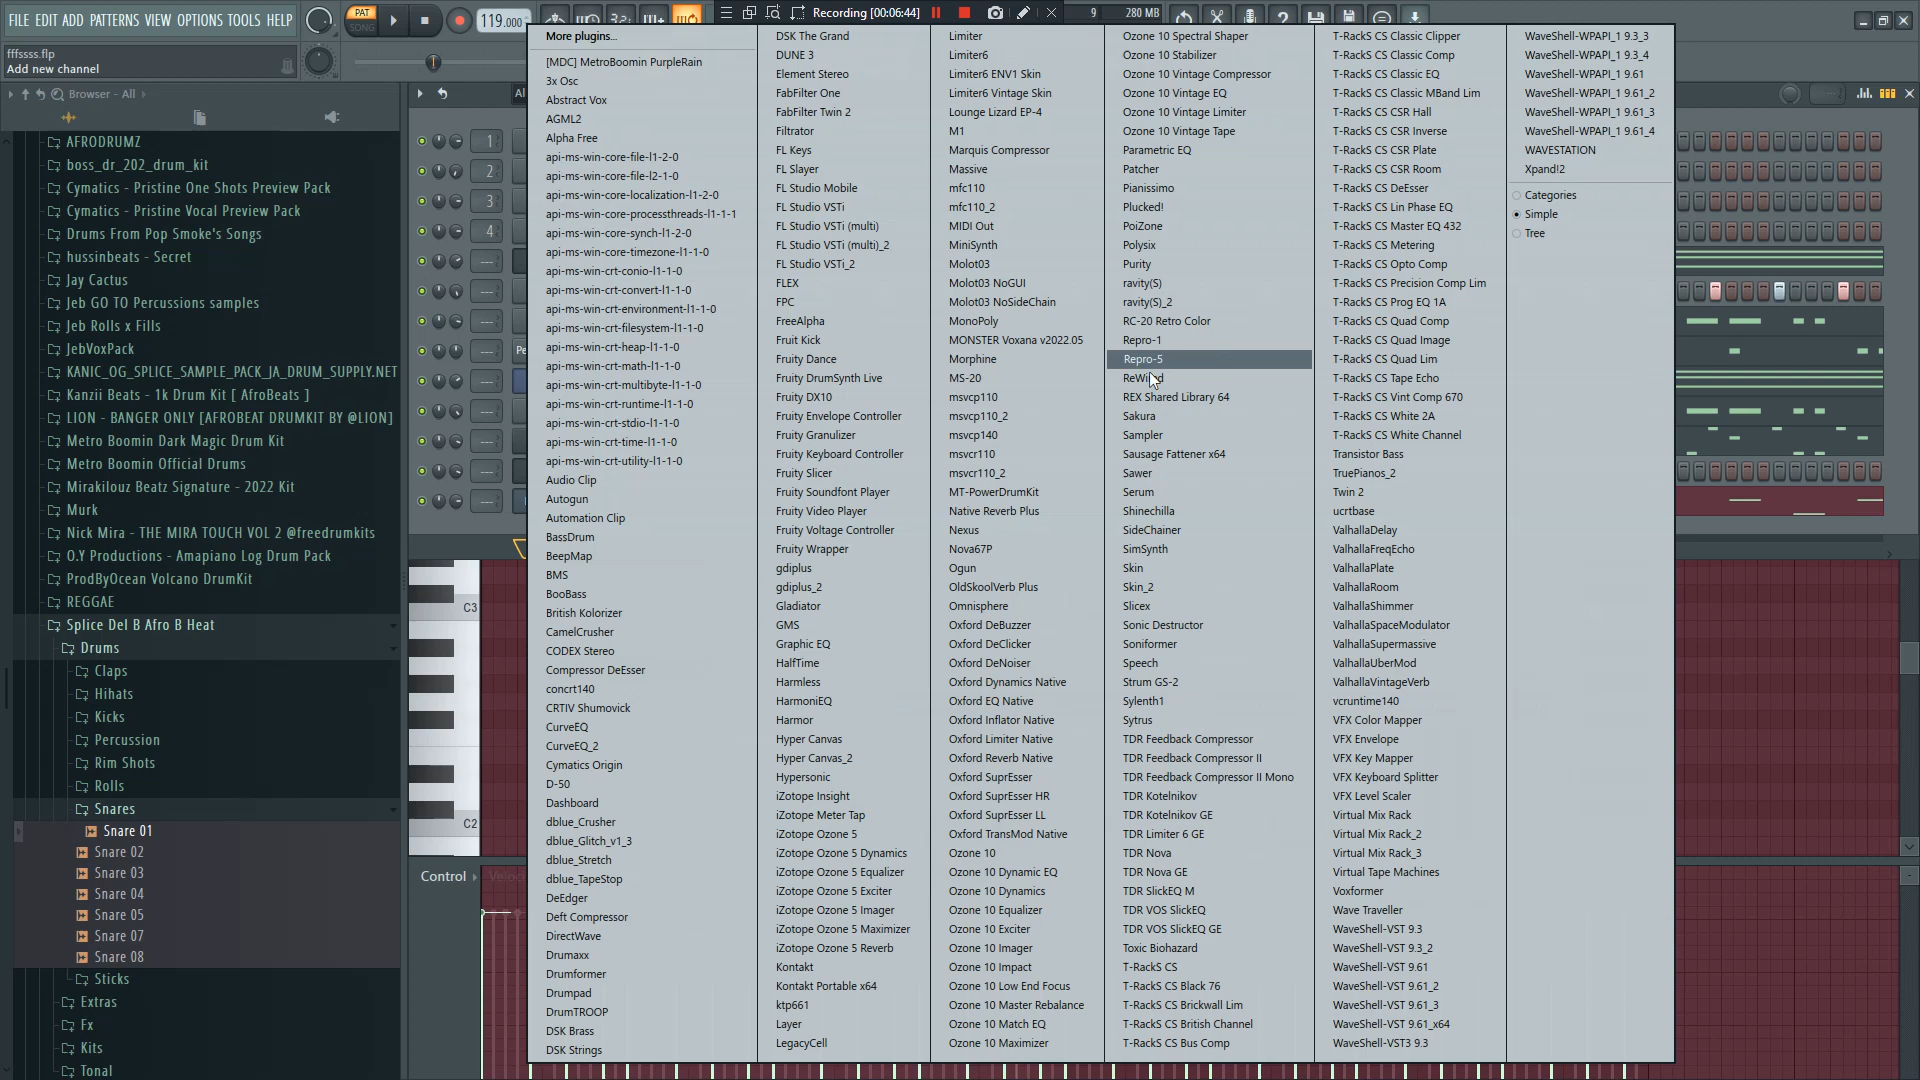 FILE EDIT PATTERNS VIEW OPTIONS TOOLS HELP
PAT
SONG
119.000
Recording [00:06:44]
9
280 MB
fffssss.flp
Add new channel
Browser - All
AFRODRUMZ
boss_dr_202_drum_kit
Cymatics - Pristine One Shots Preview Pack
Cymatics - Pristine Vocal Preview Pack
Drums From Pop Smoke's Songs
hussinbeats - Secret
Jay Cactus
Jeb GO TO Percussions samples
Jeb Rolls x Fills
JebVoxPack
KANIC_OG_SPLICE_SAMPLE_PACK_JA_DRUM_SUPPLY.NET
Kanzii Beats - 1k Drum Kit [ AfroBeats ]
LION - BANGER ONLY [AFROBEAT DRUMKIT BY @LION]
Metro Boomin Dark Magic Drum Kit
Metro Boomin Official Drums
Mirakilouz Beatz Signature - 2022 Kit
Murk
Nick Mira - THE MIRA TOUCH VOL 2 @freedrumkits
O.Y Productions - Amapiano Log Drum Pack
ProdByOcean Volcano DrumKit
REGGAE
Splice Del B Afro B Heat
Drums
Claps
Hihats
Kicks
Percussion
Rim Shots
Rolls
Snares
Snare 01
Snare 02
Snare 03
Snare 04
Snare 05
Snare 07
Snare 08
Sticks
Extras
Fx
Kits
Tonal
Al
1
2
3
4
Pe
C3
C2
Control
Velocity
More plugins...
[MDC] MetroBoomin PurpleRain
3x Osc
Abstract Vox
AGML2
Alpha Free
api-ms-win-core-file-l1-2-0
api-ms-win-core-file-l2-1-0
api-ms-win-core-localization-l1-2-0
api-ms-win-core-processthreads-l1-1-1
api-ms-win-core-synch-l1-2-0
api-ms-win-core-timezone-l1-1-0
api-ms-win-crt-conio-l1-1-0
api-ms-win-crt-convert-l1-1-0
api-ms-win-crt-environment-l1-1-0
api-ms-win-crt-filesystem-l1-1-0
api-ms-win-crt-heap-l1-1-0
api-ms-win-crt-math-l1-1-0
api-ms-win-crt-multibyte-l1-1-0
api-ms-win-crt-runtime-l1-1-0
api-ms-win-crt-stdio-l1-1-0
api-ms-win-crt-time-l1-1-0
api-ms-win-crt-utility-l1-1-0
Audio Clip
Autogun
Automation Clip
BassDrum
BeepMap
BMS
BooBass
British Kolorizer
CamelCrusher
CODEX Stereo
Compressor DeEsser
concrt140
CRTIV Shumovick
CurveEQ
CurveEQ_2
Cymatics Origin
D-50
Dashboard
dblue_Crusher
dblue_Glitch_v1_3
dblue_Stretch
dblue_TapeStop
DeEdger
Deft Compressor
DirectWave
Drumaxx
Drumformer
Drumpad
DrumTROOP
DSK Brass
DSK Strings
DSK The Grand
DUNE 3
Element Stereo
FabFilter One
FabFilter Twin 2
Filtrator
FL Keys
FL Slayer
FL Studio Mobile
FL Studio VSTi
FL Studio VSTi (multi)
FL Studio VSTi (multi)_2
FL Studio VSTi_2
FLEX
FPC
FreeAlpha
Fruit Kick
Fruity Dance
Fruity DrumSynth Live
Fruity DX10
Fruity Envelope Controller
Fruity Granulizer
Fruity Keyboard Controller
Fruity Slicer
Fruity Soundfont Player
Fruity Video Player
Fruity Voltage Controller
Fruity Wrapper
gdiplus
gdiplus_2
Gladiator
GMS
Graphic EQ
HalfTime
Harmless
HarmoniEQ
Harmor
Hyper Canvas
Hyper Canvas_2
Hypersonic
iZotope Insight
iZotope Meter Tap
iZotope Ozone 5
iZotope Ozone 5 Dynamics
iZotope Ozone 5 Equalizer
iZotope Ozone 5 Exciter
iZotope Ozone 5 Imager
iZotope Ozone 5 Maximizer
iZotope Ozone 5 Reverb
Kontakt
Kontakt Portable x64
ktp661
Layer
LegacyCell
Limiter
Limiter6
Limiter6 ENV1 Skin
Limiter6 Vintage Skin
Lounge Lizard EP-4
M1
Marquis Compressor
Massive
mfc110
mfc110_2
MIDI Out
MiniSynth
Molot03
Molot03 NoGUI
Molot03 NoSideChain
MonoPoly
MONSTER Voxana v2022.05
Morphine
MS-20
msvcp110
msvcp110_2
msvcp140
msvcr110
msvcr110_2
MT-PowerDrumKit
Native Reverb Plus
Nexus
Nova67P
Ogun
OldSkoolVerb Plus
Omnisphere
Oxford DeBuzzer
Oxford DeClicker
Oxford DeNoiser
Oxford Dynamics Native
Oxford EQ Native
Oxford Inflator Native
Oxford Limiter Native
Oxford Reverb Native
Oxford SuprEsser
Oxford SuprEsser HR
Oxford SuprEsser LL
Oxford TransMod Native
Ozone 10
Ozone 10 Dynamic EQ
Ozone 10 Dynamics
Ozone 10 Equalizer
Ozone 10 Exciter
Ozone 10 Imager
Ozone 10 Impact
Ozone 10 Low End Focus
Ozone 10 Master Rebalance
Ozone 10 Match EQ
Ozone 10 Maximizer
Ozone 10 Spectral Shaper
Ozone 10 Stabilizer
Ozone 10 Vintage Compressor
Ozone 10 Vintage EQ
Ozone 10 Vintage Limiter
Ozone 10 Vintage Tape
Parametric EQ
Patcher
Pianissimo
Plucked!
PoiZone
Polysix
Purity
ravity(S)
ravity(S)_2
RC-20 Retro Color
Repro-1
Repro-5
REX Shared Library 64
Sakura
Sampler
Sausage Fattener x64
Sawer
Serum
Shinechilla
SideChainer
SimSynth
Skin
Skin_2
Slicex
Sonic Destructor
Soniformer
Speech
Strum GS-2
Sylenth1
Sytrus
TDR Feedback Compressor
TDR Feedback Compressor II
TDR Feedback Compressor II Mono
TDR Kotelnikov
TDR Kotelnikov GE
TDR Limiter 6 GE
TDR Nova
TDR Nova GE
TDR SlickEQ M
TDR VOS SlickEQ
TDR VOS SlickEQ GE
Toxic Biohazard
T-RackS CS
T-RackS CS Black 76
T-RackS CS Brickwall Lim
T-RackS CS British Channel
T-RackS CS Bus Comp
T-RackS CS Classic Clipper
T-RackS CS Classic Comp
T-RackS CS Classic EQ
T-RackS CS Classic MBand Lim
T-RackS CS CSR Hall
T-RackS CS CSR Inverse
T-RackS CS CSR Plate
T-RackS CS CSR Room
T-RackS CS DeEsser
T-RackS CS Lin Phase EQ
T-RackS CS Master EQ 432
T-RackS CS Metering
T-RackS CS Opto Comp
T-RackS CS Precision Comp Lim
T-RackS CS Prog EQ 1A
T-RackS CS Quad Comp
T-RackS CS Quad Image
T-RackS CS Quad Lim
T-RackS CS Tape Echo
T-RackS CS Vint Comp 670
T-RackS CS White 2A
T-RackS CS White Channel
Transistor Bass
TruePianos_2
Twin 2
ucrtbase
ValhallaDelay
ValhallaFreqEcho
ValhallaPlate
ValhallaRoom
ValhallaShimmer
ValhallaSpaceModulator
ValhallaSupermassive
ValhallaUberMod
ValhallaVintageVerb
vcruntime140
VFX Color Mapper
VFX Envelope
VFX Key Mapper
VFX Keyboard Splitter
VFX Level Scaler
Virtual Mix Rack
Virtual Mix Rack_2
Virtual Mix Rack_3
Virtual Tape Machines
Voxformer
Wave Traveller
WaveShell-VST 9.3
WaveShell-VST 9.3_2
WaveShell-VST 9.61
WaveShell-VST 9.61_2
WaveShell-VST 9.61_3
WaveShell-VST 9.61_x64
WaveShell-VST3 9.3
WaveShell-WPAPI_1 9.3_3
WaveShell-WPAPI_1 9.3_4
WaveShell-WPAPI_1 9.61
WaveShell-WPAPI_1 9.61_2
WaveShell-WPAPI_1 9.61_3
WaveShell-WPAPI_1 9.61_4
WAVESTATION
Xpand!2
Categories
Simple
Tree